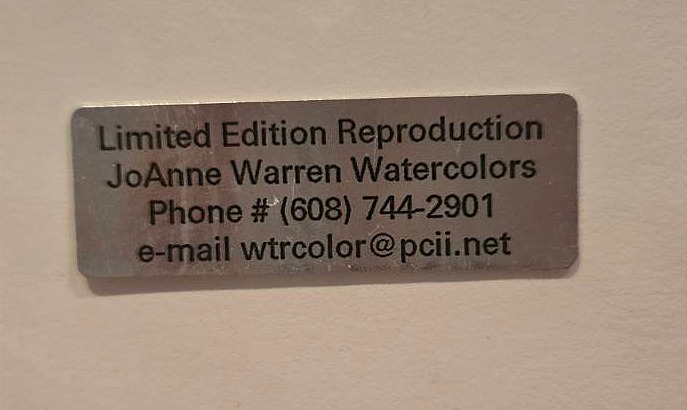 Limited Edition Reproduction
JoAnne Warren Watercolors
Phone # (608) 744-2901
e-mail wtrcolor@pcii.net